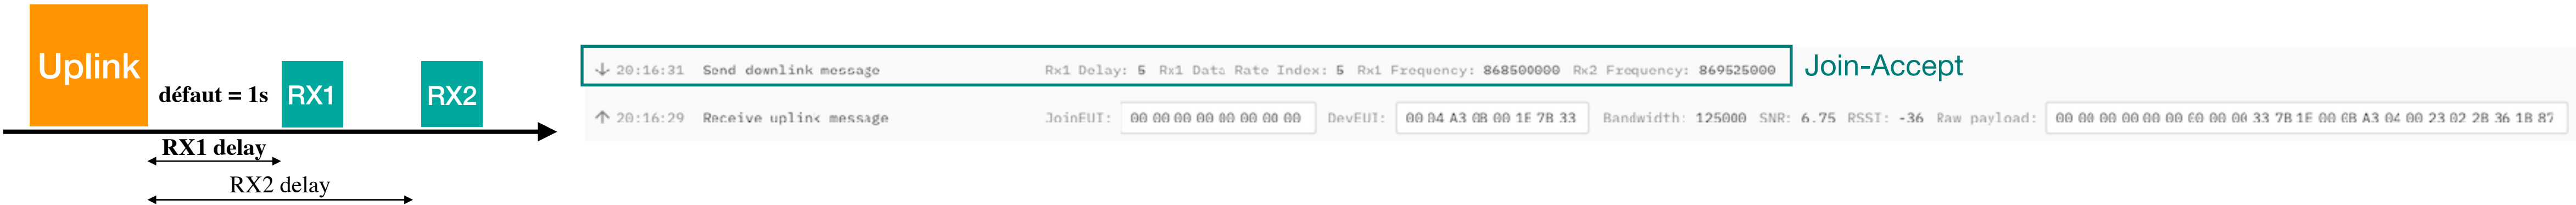 Uplink
défaut = 1s
RX1
RX2
RX1 delay
RX2 delay
↓ 20:16:31 Send downlink message Rx1 Delay: 5 Rx1 Data Rate Index: 5 Rx1 Frequency: 868500000 Rx2 Frequency: 869525000
Join-Accept
↑ 20:16:29 Receive uplink message JoinEUI: 00 00 00 00 00 00 00 00 DevEUI: 00 04 A3 0B 00 1E 7B 33 Bandwidth: 125000 SNR: 6.75 RSSI: -36 Raw payload: 00 00 00 00 00 00 00 00 00 33 7B 1E 00 0B A3 04 00 23 02 2B 36 1B 87